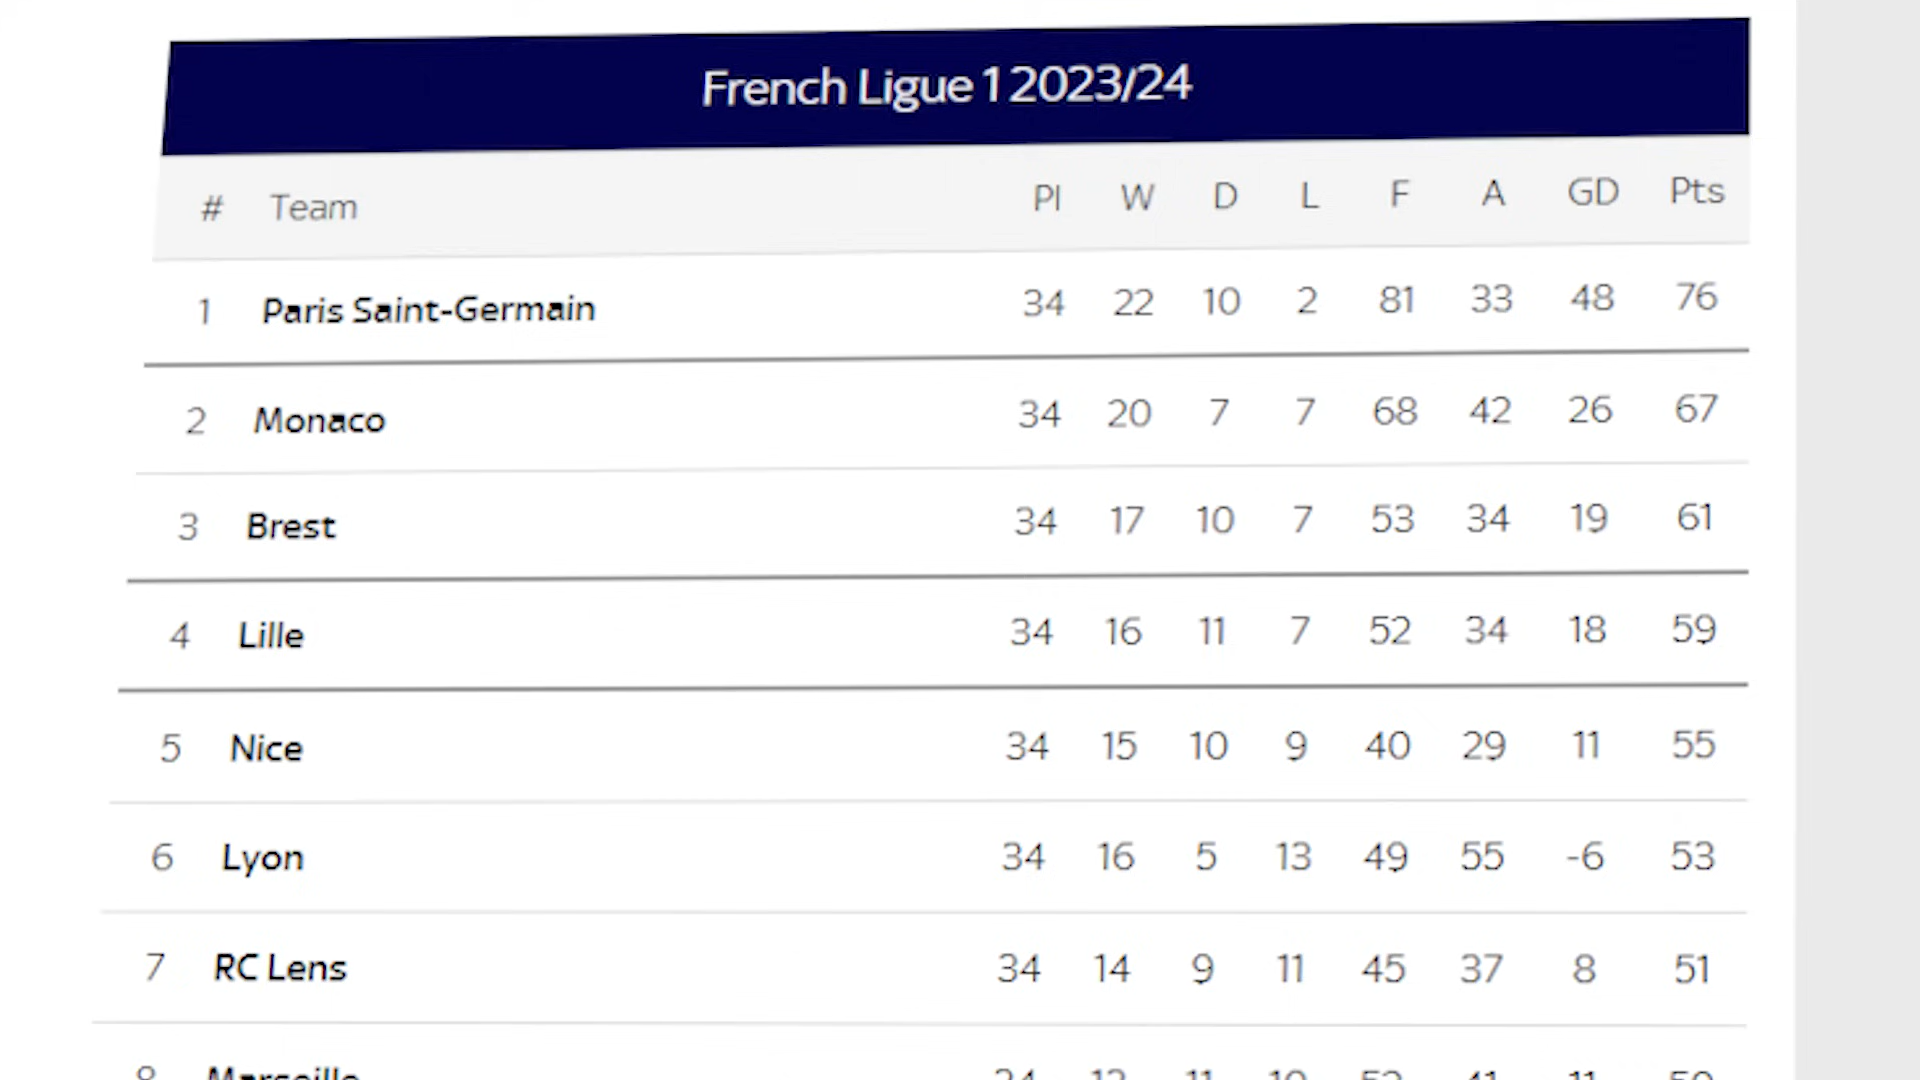 French Ligue 1 2023/24
# Team Pl W D L F A GD Pts
1 Paris Saint-Germain 34 22 10 2 81 33 48 76
2 Monaco 34 20 7 7 68 42 26 67
3 Brest 34 17 10 7 53 34 19 61
4 Lille 34 16 11 7 52 34 18 59
5 Nice 34 15 10 9 40 29 11 55
6 Lyon 34 16 5 13 49 55 -6 53
7 RC Lens 34 14 9 11 45 37 8 51
8 Marseille 34 13 11 10 52 41 11 50